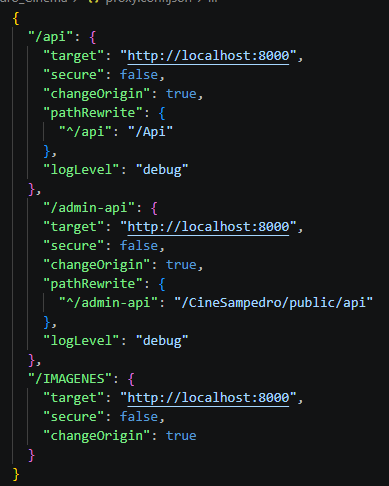 {
  "/api": {
    "target": "http://localhost:8000",
    "secure": false,
    "changeOrigin": true,
    "pathRewrite": {
      "^/api": "/Api"
    },
    "logLevel": "debug"
  },
  "/admin-api": {
    "target": "http://localhost:8000",
    "secure": false,
    "changeOrigin": true,
    "pathRewrite": {
      "^/admin-api": "/CineSampedro/public/api"
    },
    "logLevel": "debug"
  },
  "/IMAGENES": {
    "target": "http://localhost:8000",
    "secure": false,
    "changeOrigin": true
  }
}